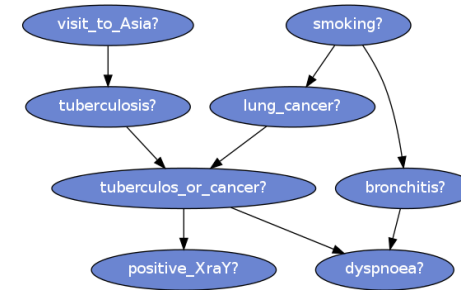 visit_to_Asia?
smoking?
tuberculosis?
lung_cancer?
tuberculos_or_cancer?
bronchitis?
positive_XraY?
dyspnoea?